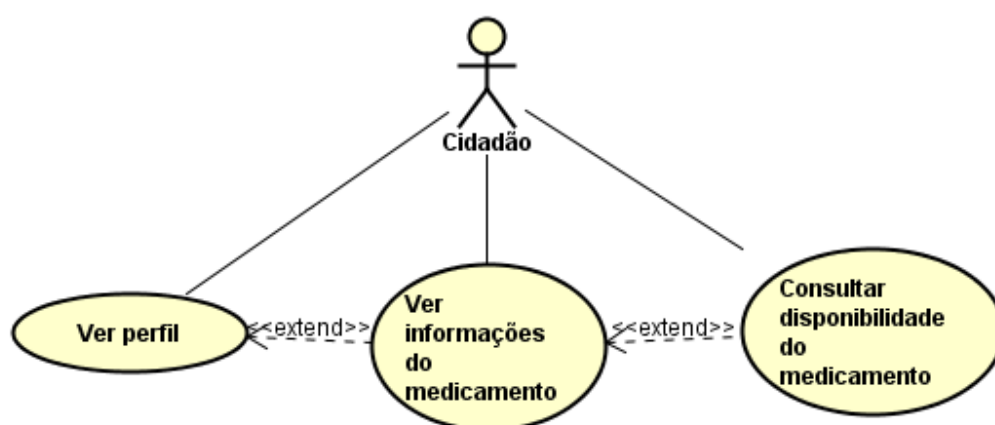 Cidadão
Ver perfil
<<extend>>
Ver
informações
do
medicamento
<<extend>>
Consultar
disponibilidade
do
medicamento